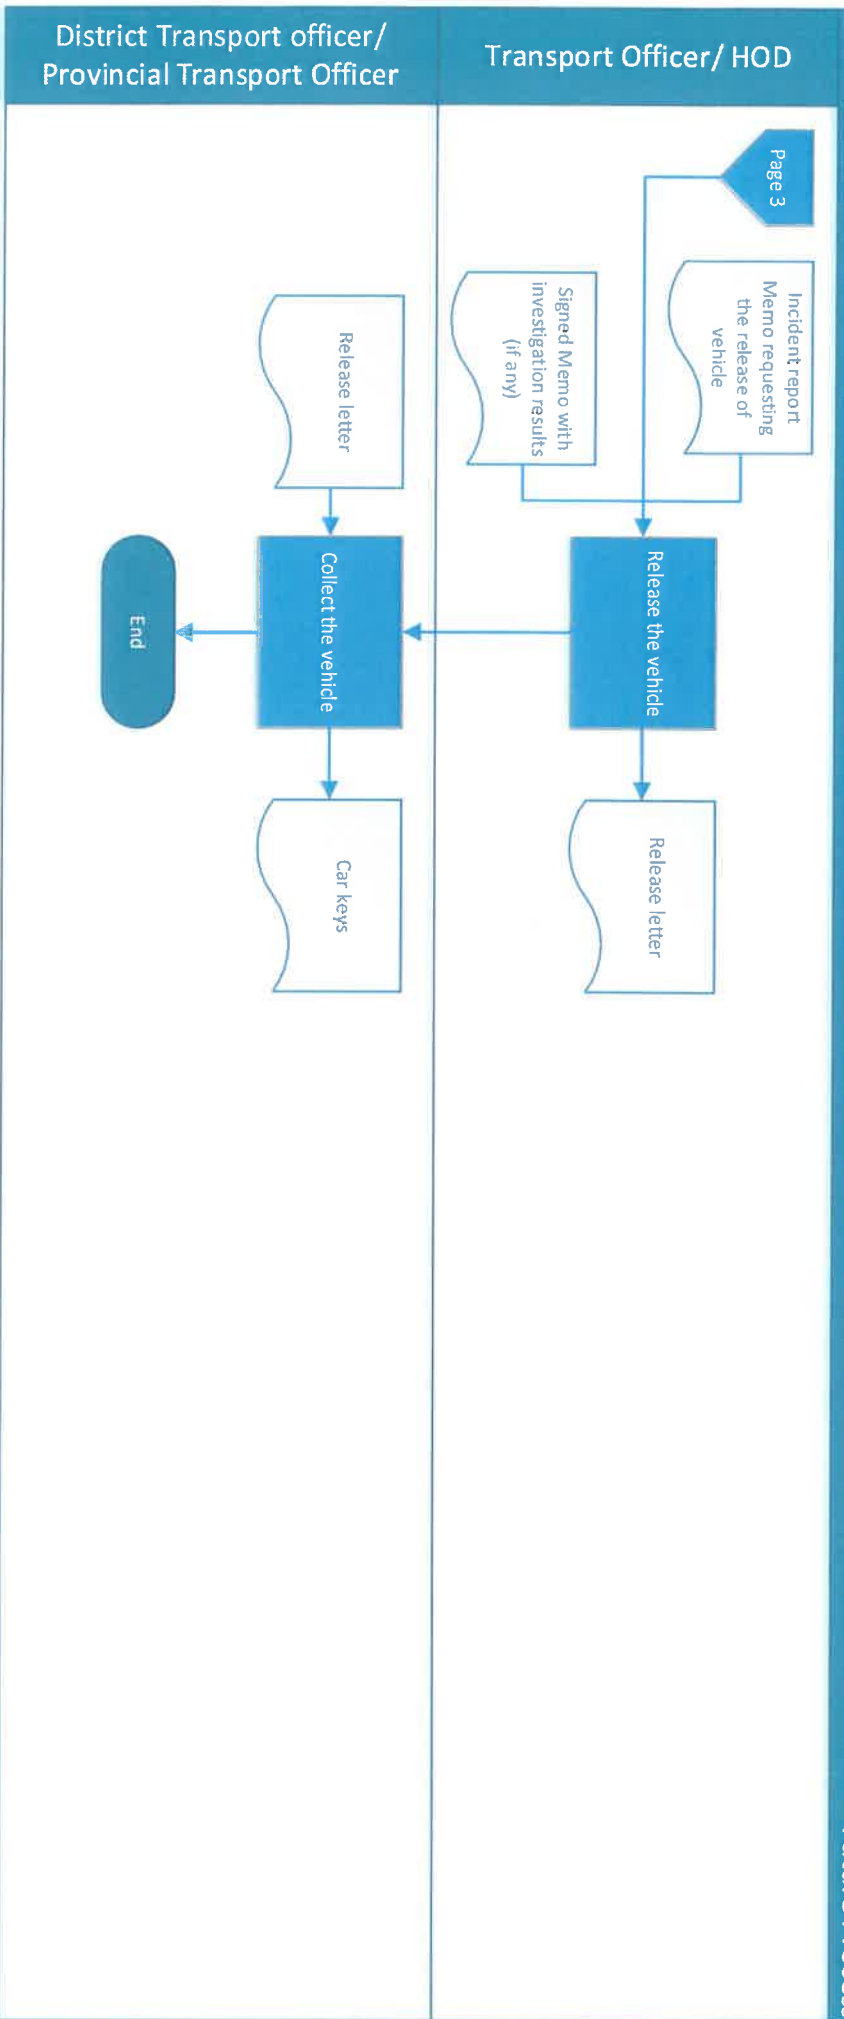 District Transport officer/
Provincial Transport Officer
Transport Officer/ HOD
Page 3
Incident report
Memo requesting
the release of
vehicle
Signed Memo with
investigation results
(if any)
Release the vehicle
Release letter
Release letter
Collect the vehicle
Car keys
End